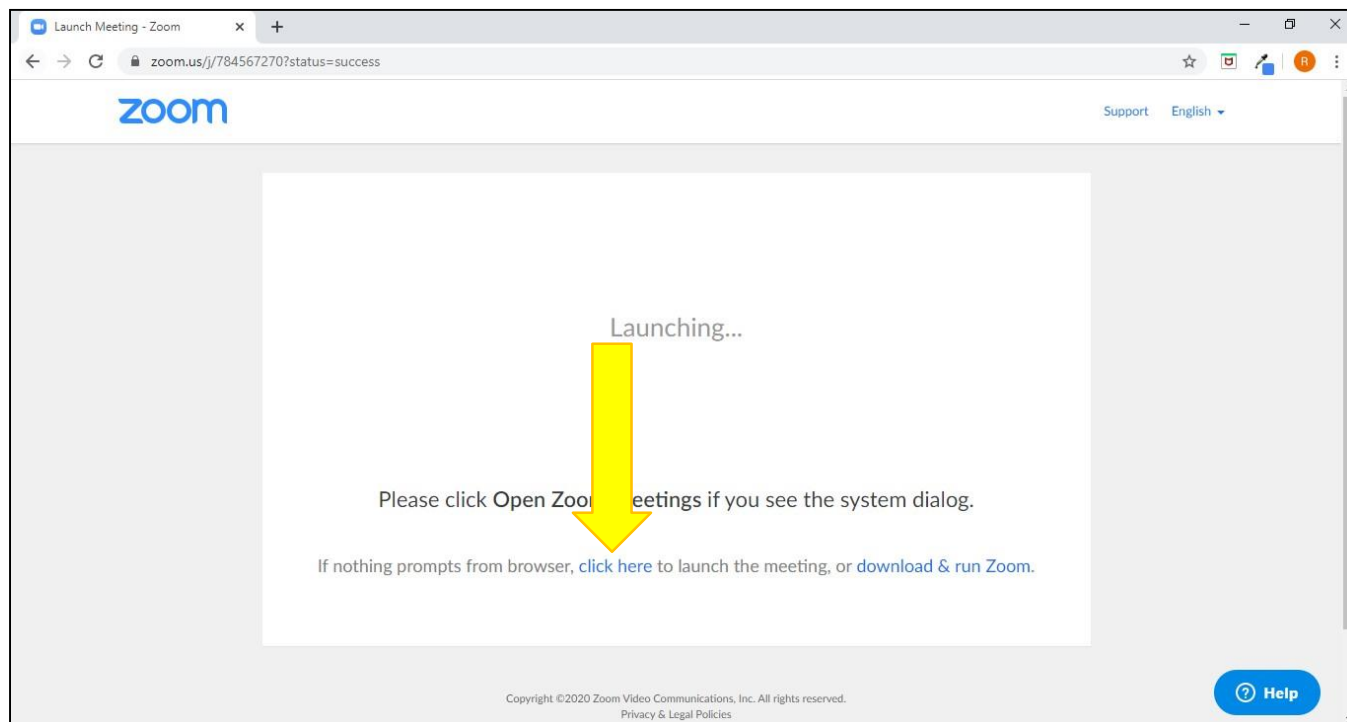 Launch Meeting - Zoom
zoom.us/j/784567270?status=success
R
zoom
Support English
Launching...
Please click Open Zoo eetings if you see the system dialog.
If nothing prompts from browser, click here to launch the meeting, or download & run Zoom.
Copyright ©2020 Zoom Video Communications, Inc. All rights reserved.
Privacy & Legal Policies
Help